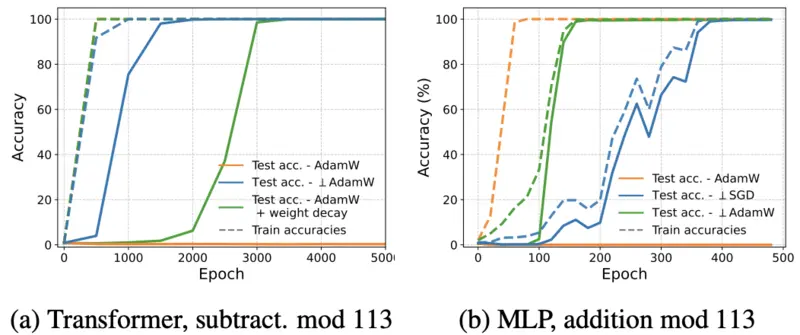 100
80
60
40
20
0
Accuracy
Test acc. - AdamW
Test acc. - ⊥AdamW
Test acc. - AdamW
+ weight decay
Train accuracies
0 1000 2000 3000 4000 500
Epoch
(a) Transformer, subtract. mod 113
100
80
60
40
20
0
Accuracy (%)
Test acc. - AdamW
Test acc. - ⊥SGD
Test acc. - ⊥AdamW
Train accuracies
0 100 200 300 400 500
Epoch
(b) MLP, addition mod 113